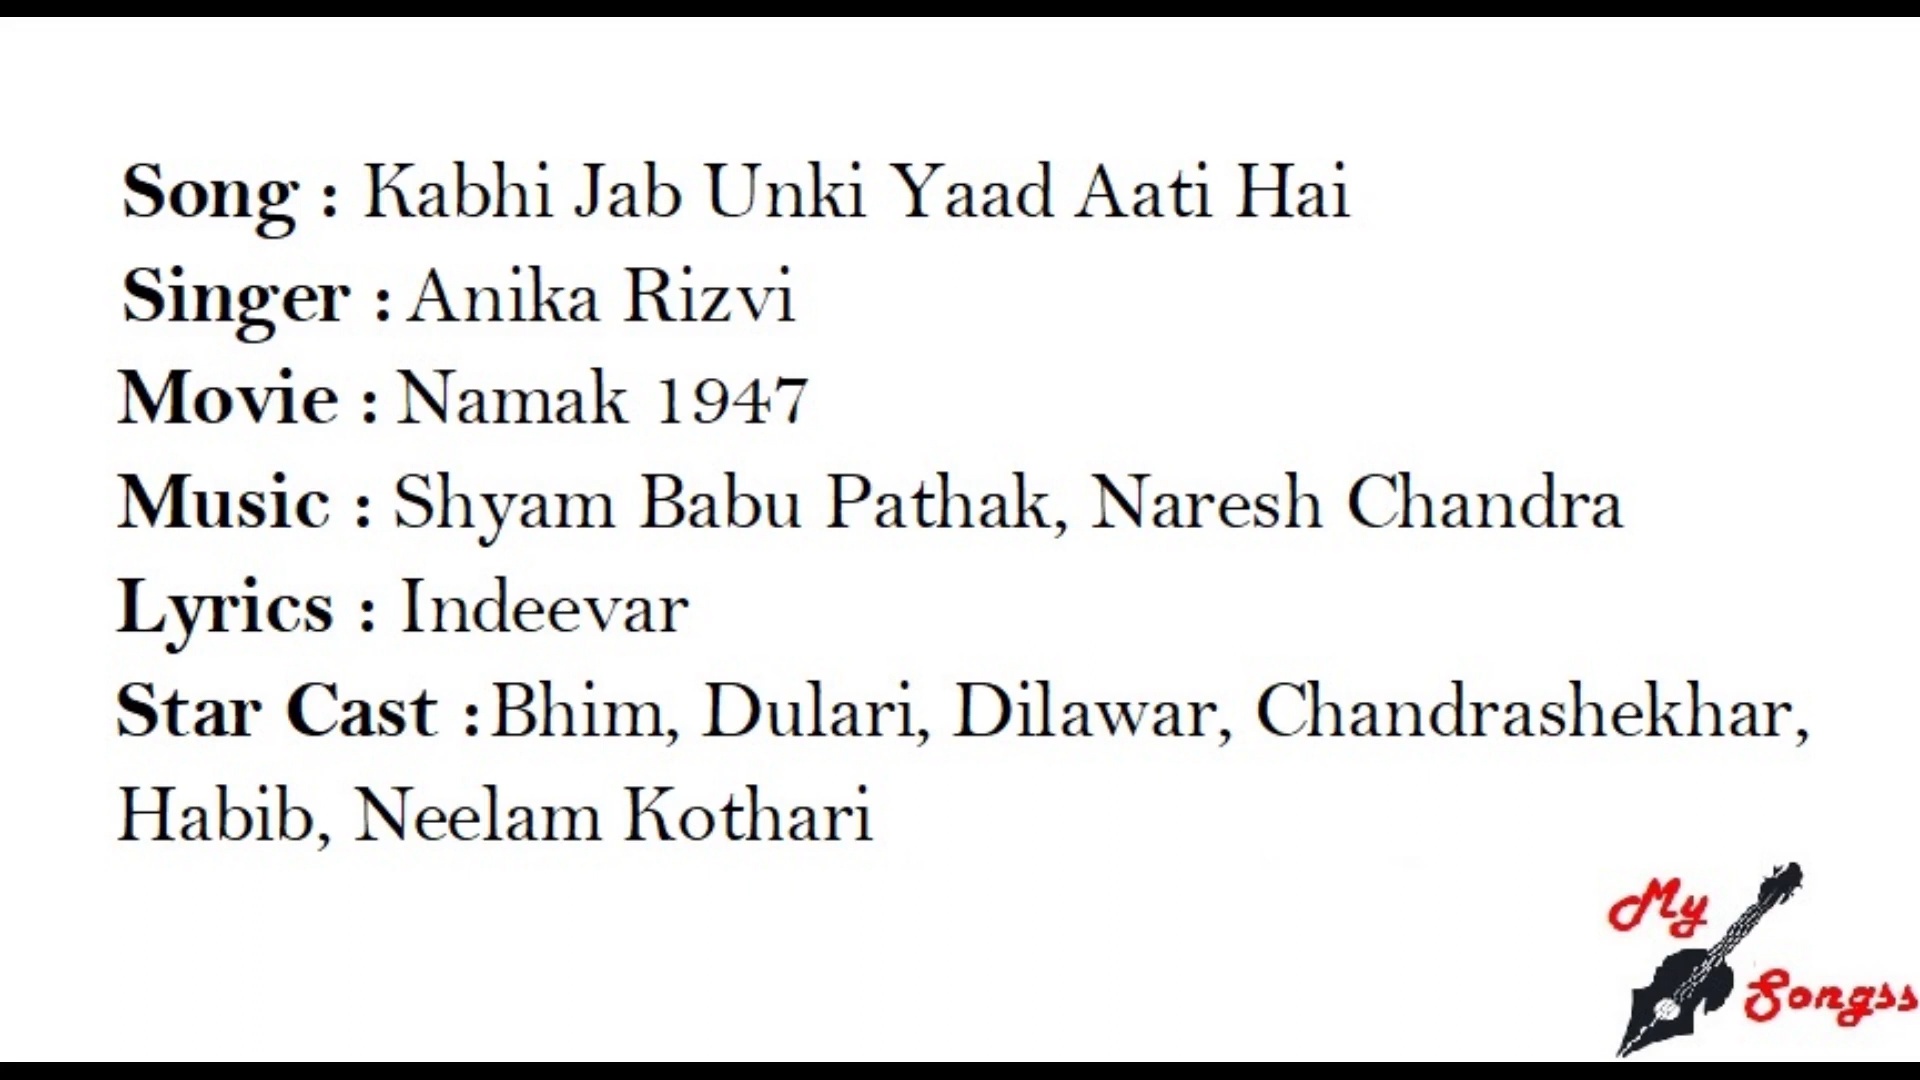 Song : Kabhi Jab Unki Yaad Aati Hai
Singer : Anika Rizvi
Movie : Namak 1947
Music : Shyam Babu Pathak, Naresh Chandra
Lyrics : Indeevar
Star Cast :Bhim, Dulari, Dilawar, Chandrashekhar,
Habib, Neelam Kothari
My
Songss